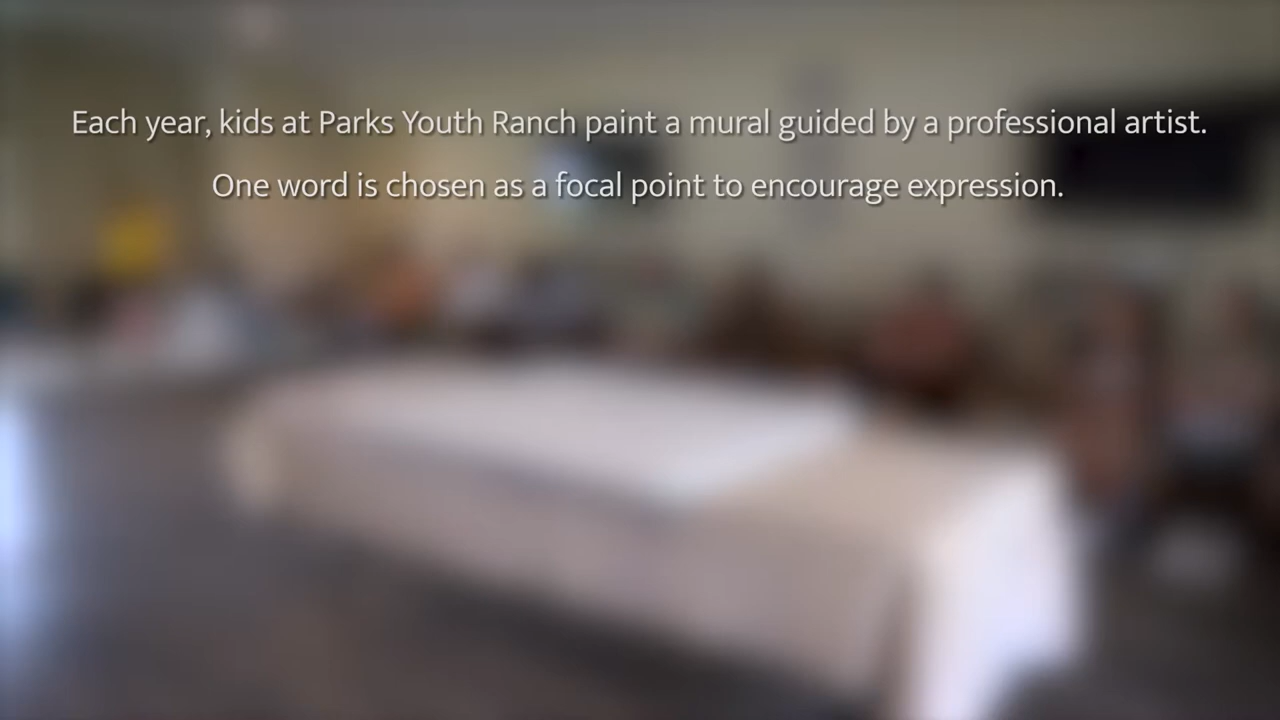 Each year, kids at Parks Youth Ranch paint a mural guided by a professional artist.
One word is chosen as a focal point to encourage expression.